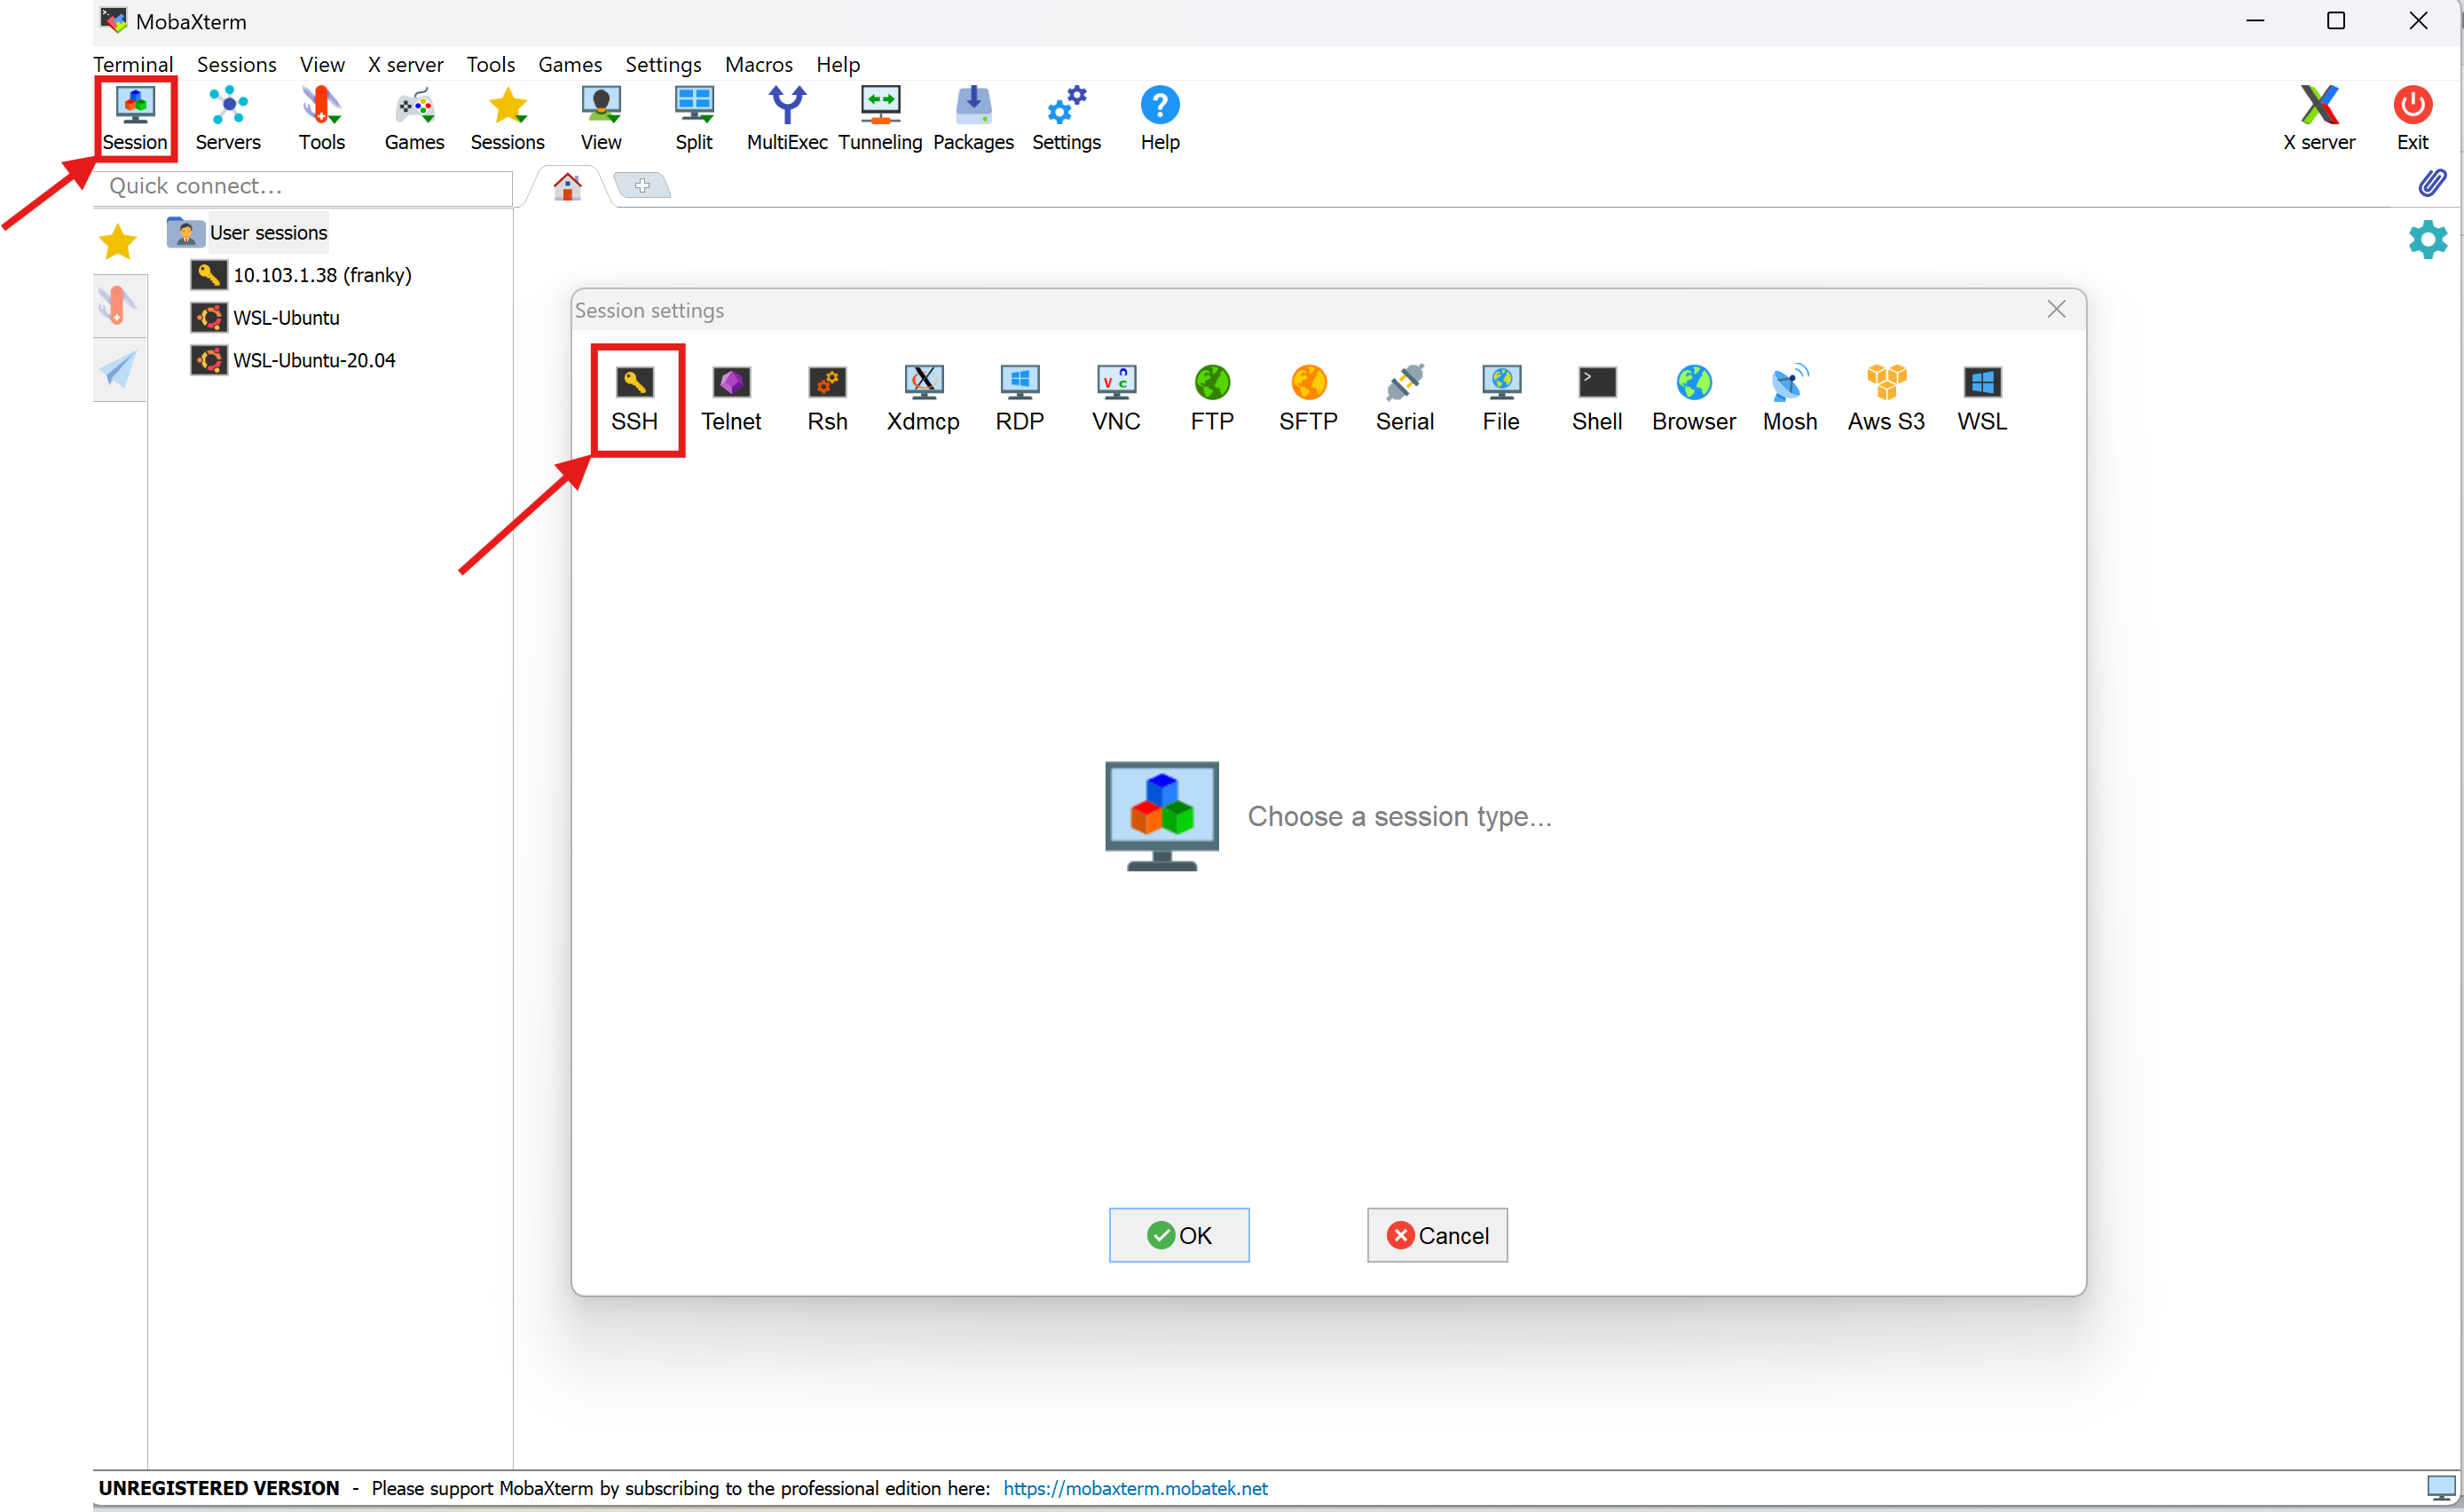 MobaXterm
Terminal Sessions View X server Tools Games Settings Macros Help
Session Servers Tools Games Sessions View Split MultiExec Tunneling Packages Settings Help X server Exit
Quick connect...
User sessions
10.103.1.38 (franky)
WSL-Ubuntu
WSL-Ubuntu-20.04
Session settings
SSH Telnet Rsh Xdmcp RDP VNC FTP SFTP Serial File Shell Browser Mosh Aws S3 WSL
Choose a session type...
OK Cancel
UNREGISTERED VERSION - Please support MobaXterm by subscribing to the professional edition here: https://mobaxterm.mobatek.net